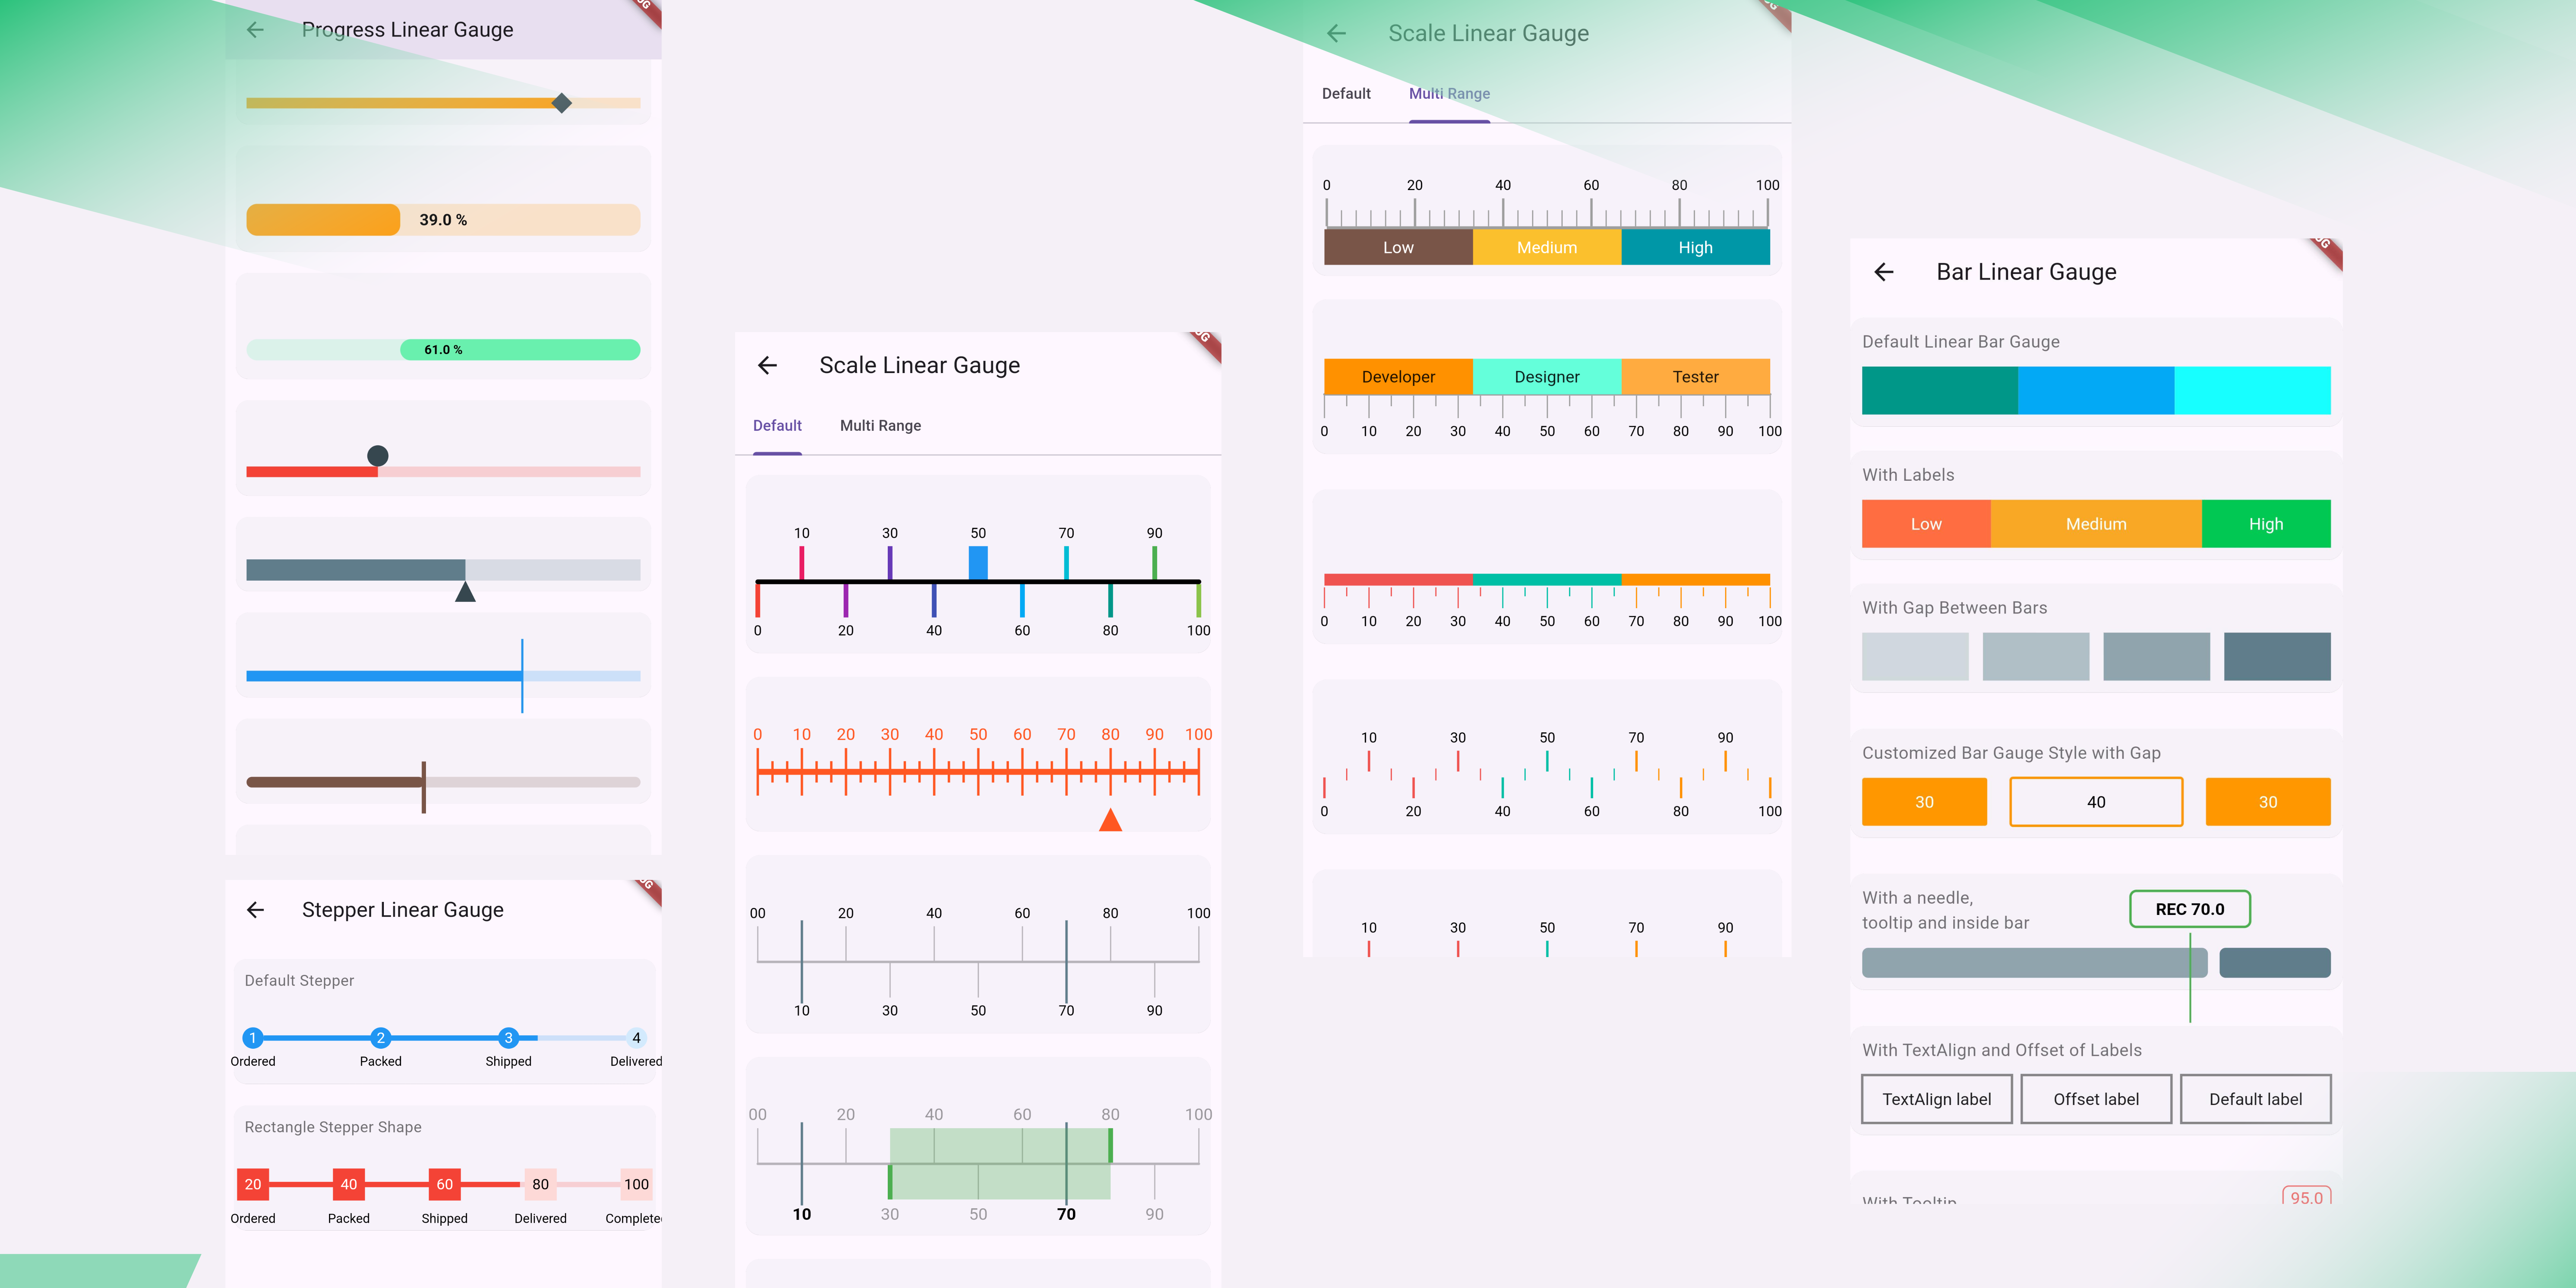 Progress Linear Gauge
39.0 %
61.0 %
Stepper Linear Gauge
Default Stepper
1 2 3 4
Ordered Packed Shipped Delivered
Rectangle Stepper Shape
20 40 60 80 100
Ordered Packed Shipped Delivered Complete
Scale Linear Gauge
Default Multi Range
10 30 50 70 90
0 20 40 60 80 100
0 10 20 30 40 50 60 70 80 90 100
00 20 40 60 80 100
10 30 50 70 90
00 20 40 60 80 100
10 30 50 70 90
Scale Linear Gauge
Default Multi Range
0 20 40 60 80 100
Low Medium High
Developer Designer Tester
0 10 20 30 40 50 60 70 80 90 100
0 10 20 30 40 50 60 70 80 90 100
10 30 50 70 90
0 20 40 60 80 100
10 30 50 70 90
Bar Linear Gauge
Default Linear Bar Gauge
With Labels
Low Medium High
With Gap Between Bars
Customized Bar Gauge Style with Gap
30 40 30
With a needle,
tooltip and inside bar
REC 70.0
With TextAlign and Offset of Labels
TextAlign label Offset label Default label
With Tooltip
95.0